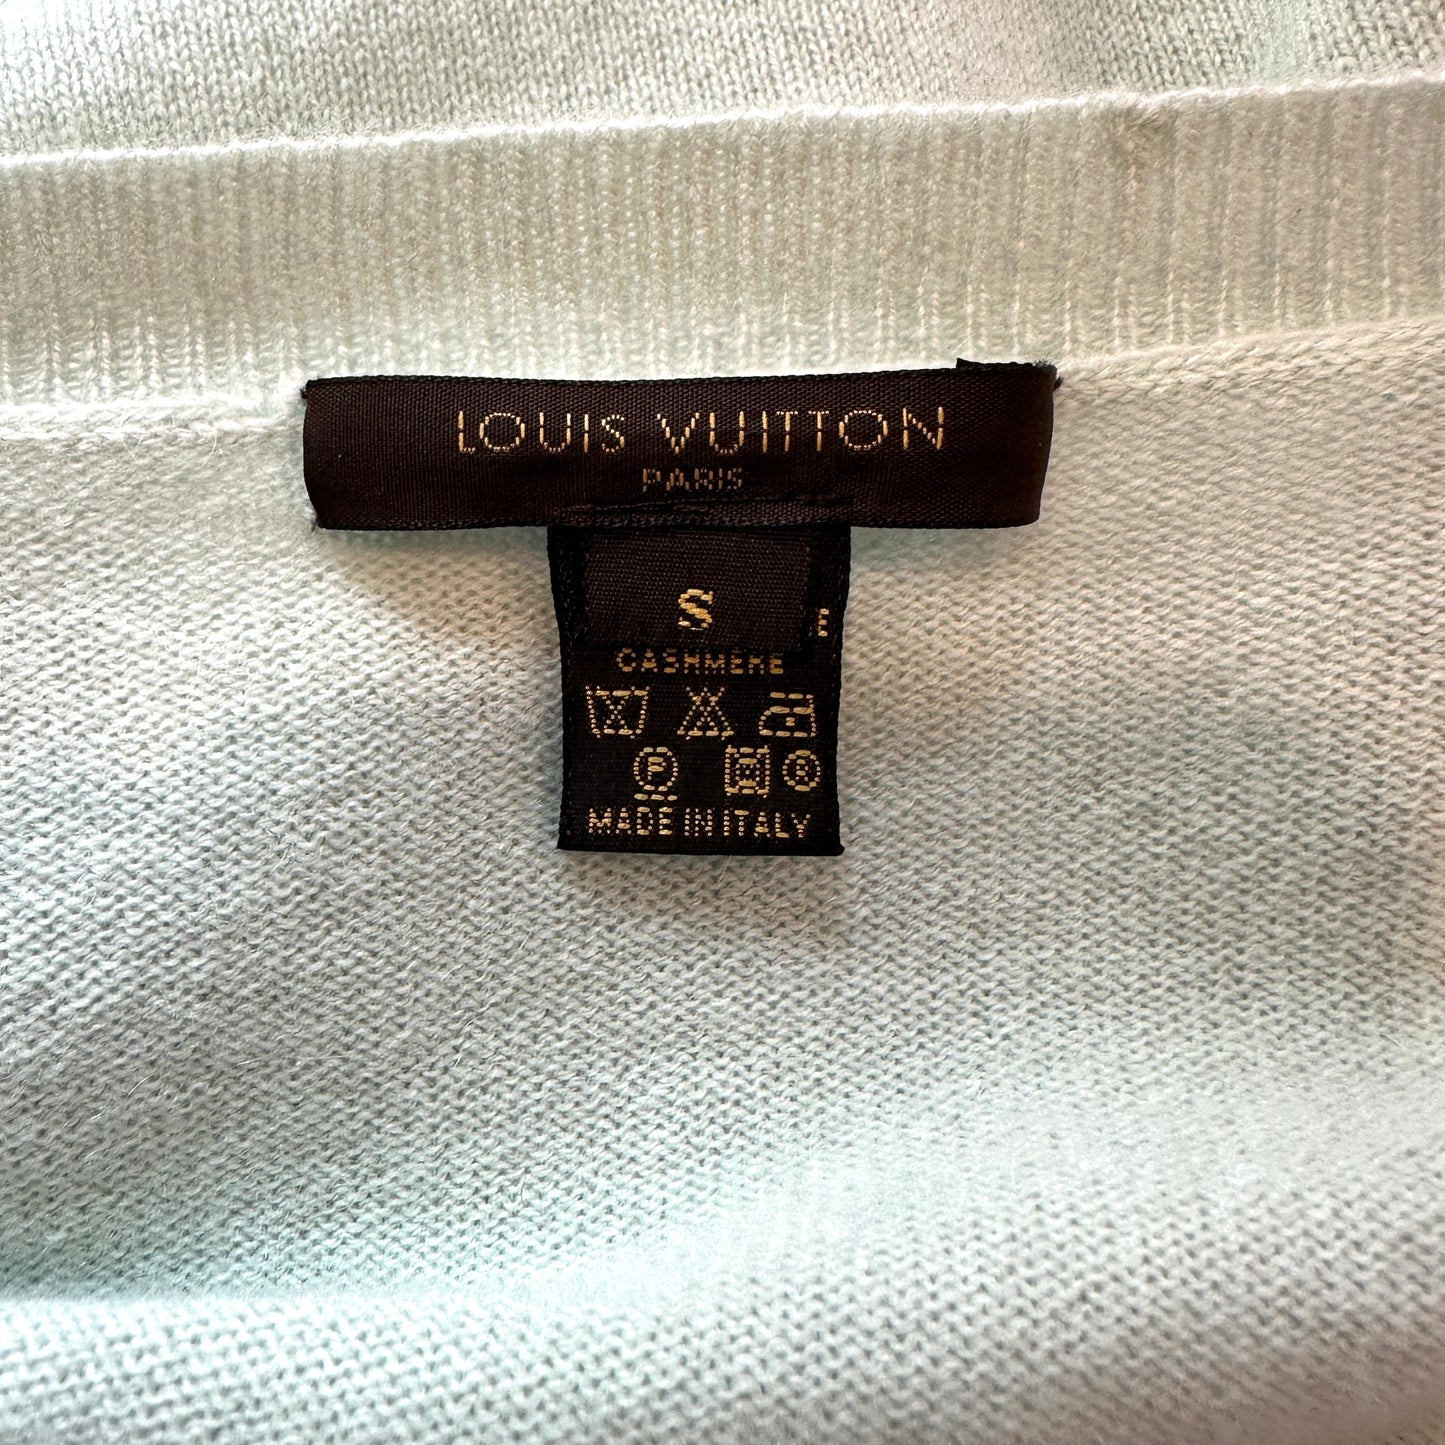 LOUIS VUITTON
PARIS
S
E
CASHMERE
P
MADE IN ITALY